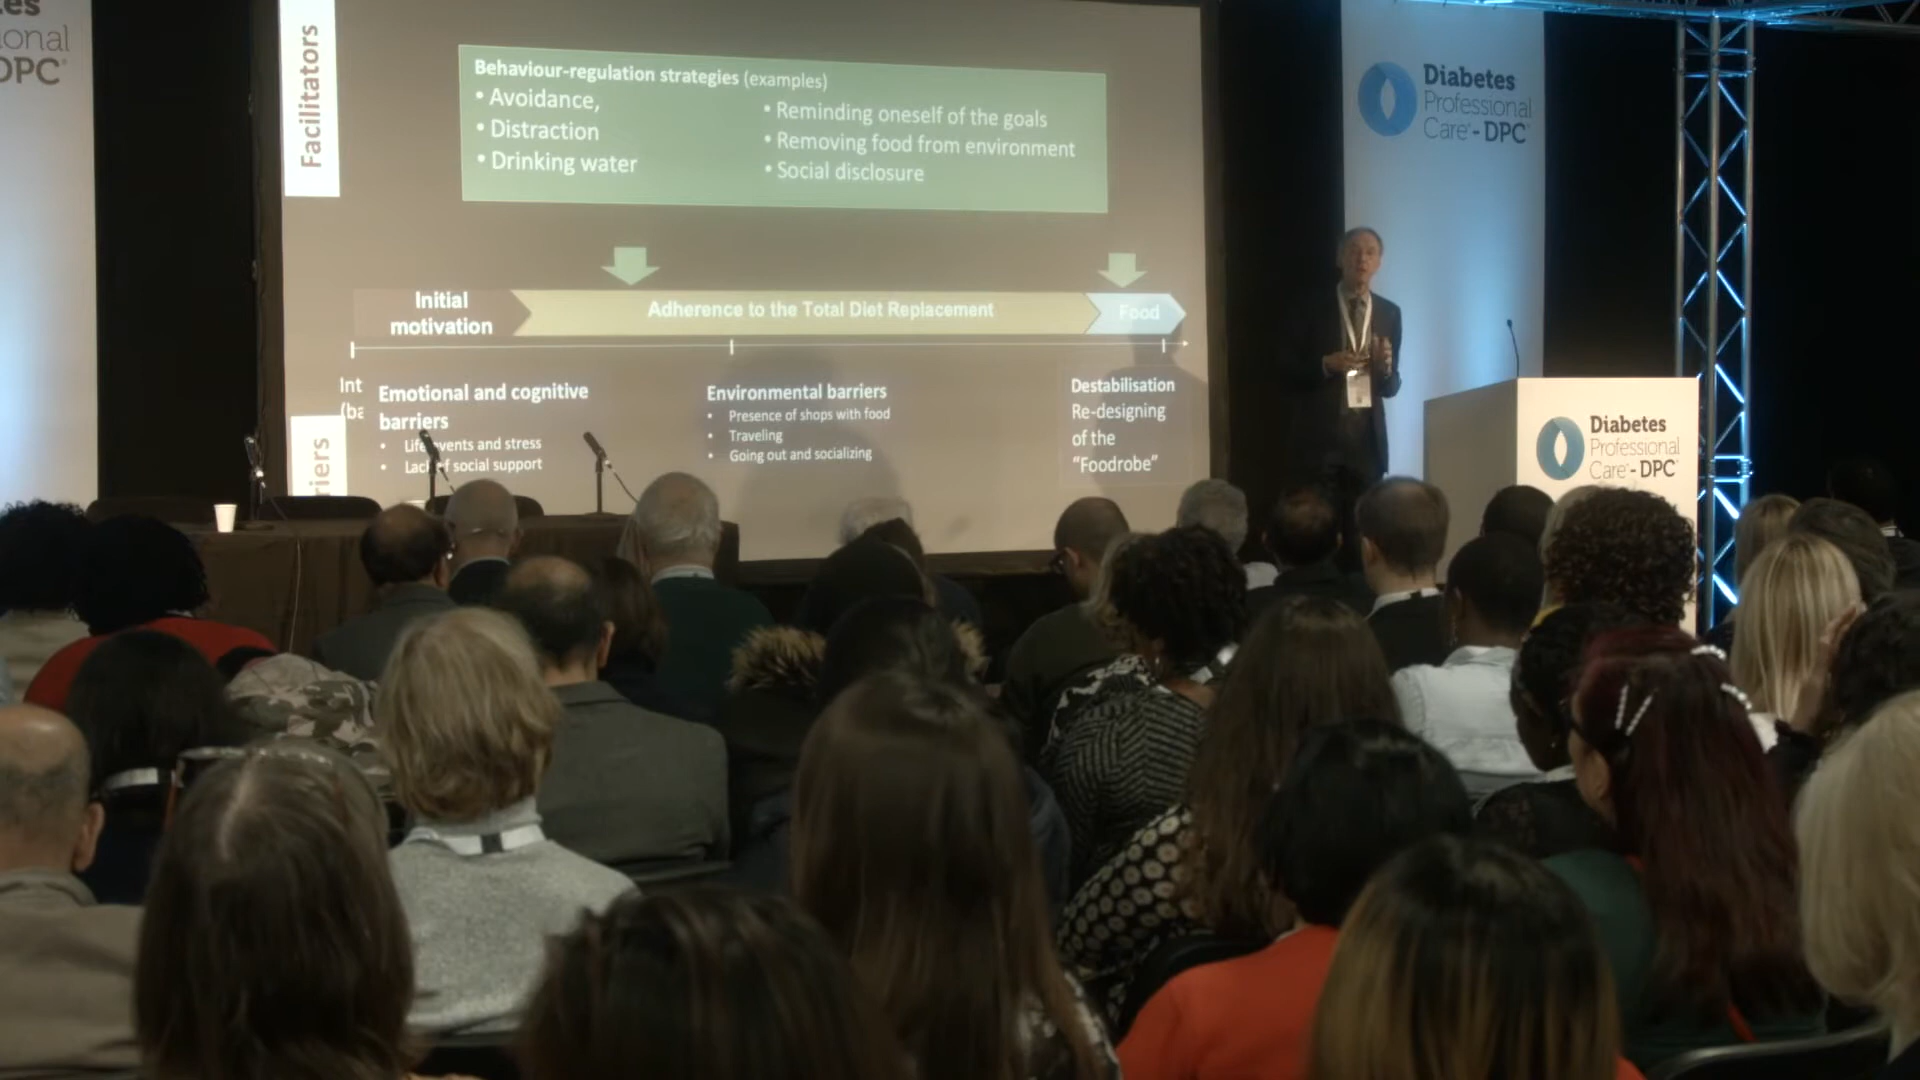 es
ional
DPC
Facilitators
Behaviour-regulation strategies (examples)
• Avoidance,
• Distraction
• Drinking water
• Reminding oneself of the goals
• Removing food from environment
• Social disclosure
Initial
motivation
Adherence to the Total Diet Replacement
Food
Int
(ba
riers
Emotional and cognitive
barriers
• Life events and stress
• Lack of social support
Environmental barriers
• Presence of shops with food
• Traveling
• Going out and socializing
Destabilisation
Re-designing
of the
“Foodrobe”
Diabetes
Professional
Care - DPC
Diabetes
Professional
Care - DPC